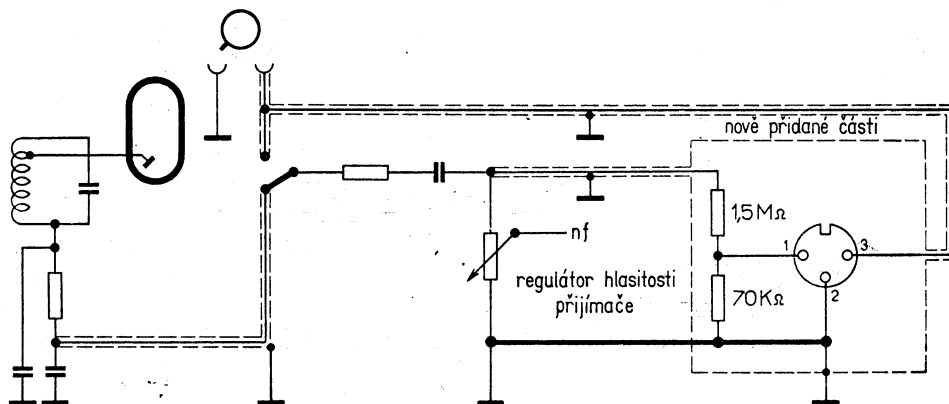 nově přidané části
1,5MΩ
nf
1
3
regulátor hlasitosti
přijímače
70KΩ
2